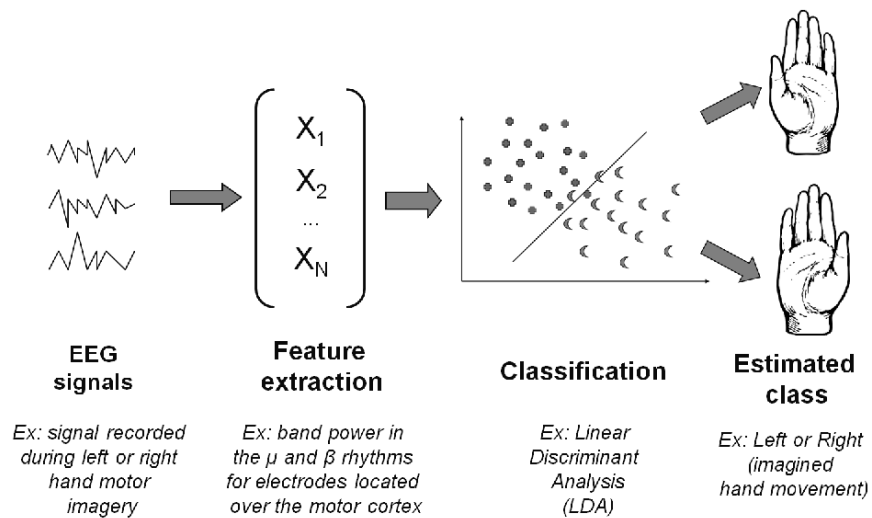 X1
X2
...
XN
EEG
signals
Feature
extraction
Classification
Estimated
class
Ex: signal recorded
during left or right
hand motor
imagery
Ex: band power in
the μ and β rhythms
for electrodes located
over the motor cortex
Ex: Linear
Discriminant
Analysis
(LDA)
Ex: Left or Right
(imagined
hand movement)